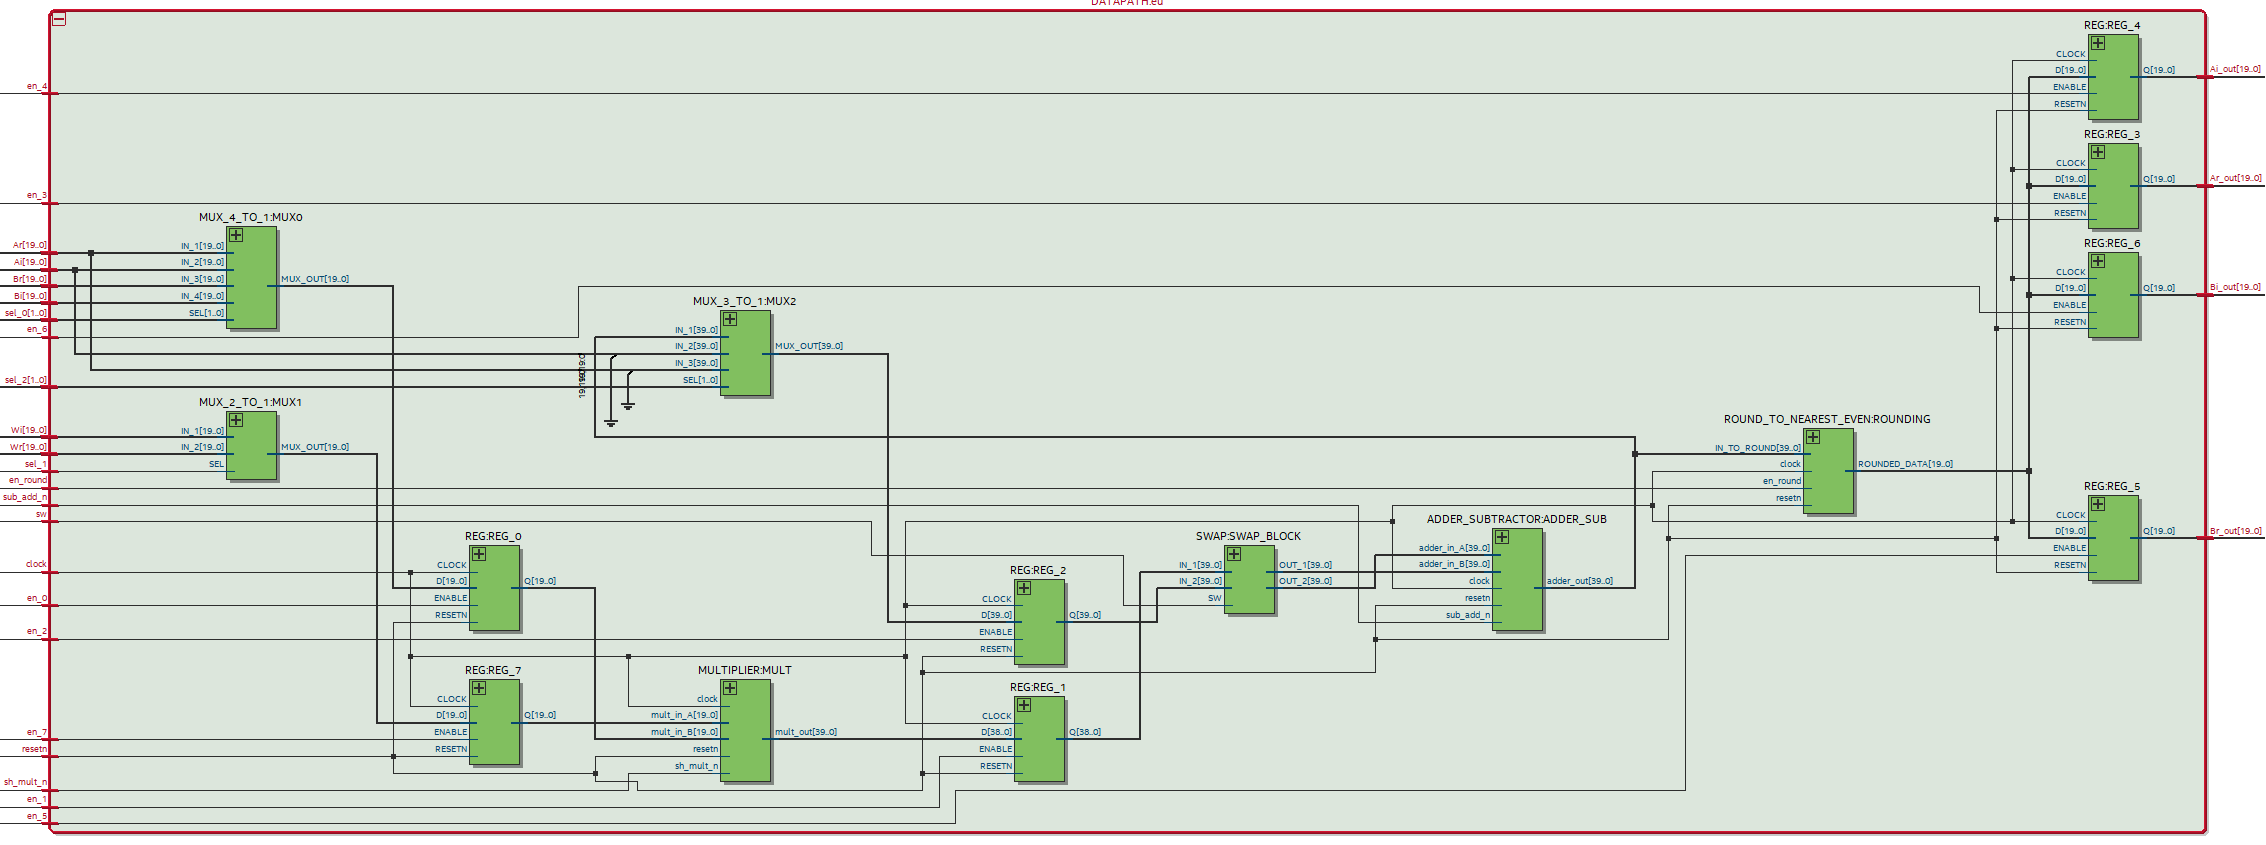 DATAPATH:eu
REG:REG_4
CLOCK
D[19..0]
ENABLE
RESETN
Q[19..0]
Ai_out[19..0]
en_4
REG:REG_3
CLOCK
D[19..0]
ENABLE
RESETN
Q[19..0]
Ar_out[19..0]
en_3
MUX_4_TO_1:MUX0
IN_1[19..0]
IN_2[19..0]
IN_3[19..0]
IN_4[19..0]
SEL[1..0]
MUX_OUT[19..0]
Ar[19..0]
Ai[19..0]
Br[19..0]
Bi[19..0]
sel_0[1..0]
en_6
REG:REG_6
CLOCK
D[19..0]
ENABLE
RESETN
Q[19..0]
Bi_out[19..0]
MUX_3_TO_1:MUX2
IN_1[39..0]
IN_2[39..0]
IN_3[39..0]
SEL[1..0]
MUX_OUT[39..0]
sel_2[1..0]
MUX_2_TO_1:MUX1
IN_1[19..0]
IN_2[19..0]
SEL
MUX_OUT[19..0]
Wi[19..0]
Wr[19..0]
sel_1
en_round
sub_add_n
sw
ROUND_TO_NEAREST_EVEN:ROUNDING
IN_TO_ROUND[39..0]
clock
en_round
resetn
ROUNDED_DATA[19..0]
REG:REG_5
CLOCK
D[19..0]
ENABLE
RESETN
Q[19..0]
Br_out[19..0]
ADDER_SUBTRACTOR:ADDER_SUB
adder_in_A[39..0]
adder_in_B[39..0]
clock
resetn
sub_add_n
adder_out[39..0]
SWAP:SWAP_BLOCK
IN_1[39..0]
IN_2[39..0]
SW
OUT_1[39..0]
OUT_2[39..0]
REG:REG_0
CLOCK
D[19..0]
ENABLE
RESETN
Q[19..0]
clock
en_0
en_2
REG:REG_2
CLOCK
D[39..0]
ENABLE
RESETN
Q[39..0]
REG:REG_7
CLOCK
D[19..0]
ENABLE
RESETN
Q[19..0]
MULTIPLIER:MULT
clock
mult_in_A[19..0]
mult_in_B[19..0]
resetn
sh_mult_n
mult_out[39..0]
REG:REG_1
CLOCK
D[38..0]
ENABLE
RESETN
Q[38..0]
en_7
resetn
sh_mult_n
en_1
en_5